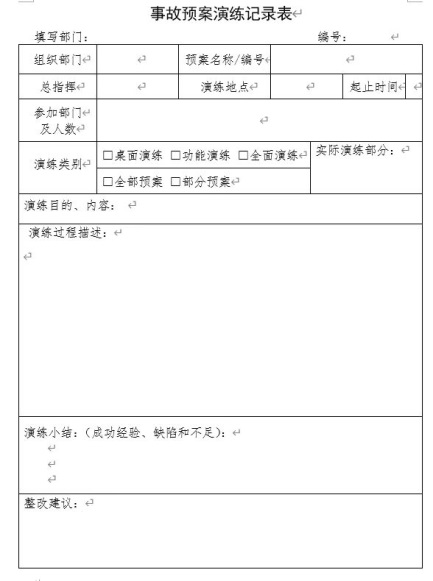 事故预案演练记录表
填写部门： 编号：
组织部门 预案名称/编号
总指挥 演练地点 起止时间
参加部门
及人数
演练类别 □桌面演练 □功能演练 □全面演练 实际演练部分：
□全部预案 □部分预案
演练目的、内容：
演练过程描述：
演练小结：（成功经验、缺陷和不足）：
整改建议：